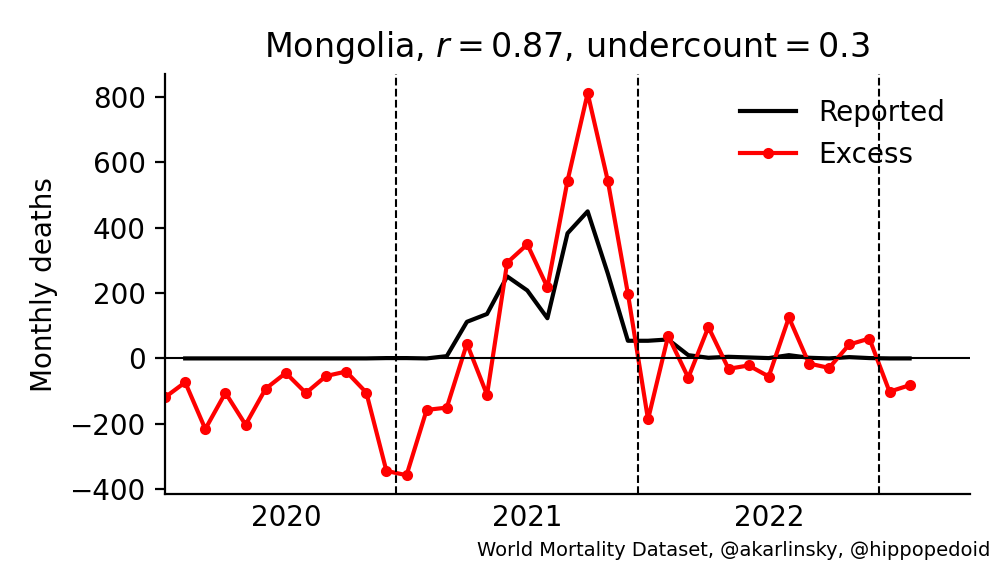 Mongolia, r = 0.87, undercount = 0.3
Monthly deaths
800
600
400
200
0
−200
−400
Reported
Excess
2020 2021 2022
World Mortality Dataset, @akarlinsky, @hippopedoid